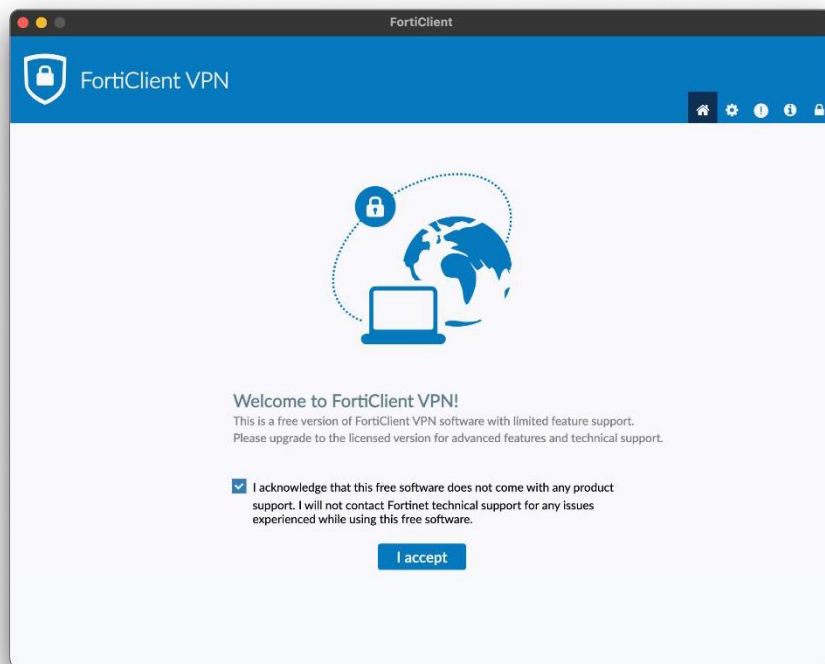 FortiClient
FortiClient VPN
Welcome to FortiClient VPN!
This is a free version of FortiClient VPN software with limited feature support.
Please upgrade to the licensed version for advanced features and technical support.
I acknowledge that this free software does not come with any product
support. I will not contact Fortinet technical support for any issues
experienced while using this free software.
I accept